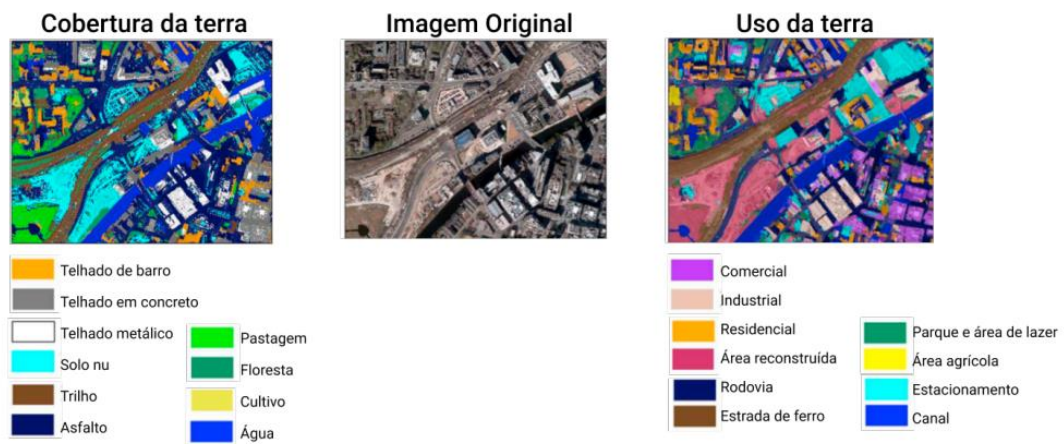 Cobertura da terra
Imagem Original
Uso da terra
Telhado de barro
Telhado em concreto
Telhado metálico
Solo nu
Trilho
Asfalto
Pastagem
Floresta
Cultivo
Água
Comercial
Industrial
Residencial
Área reconstruída
Rodovia
Estrada de ferro
Parque e área de lazer
Área agrícola
Estacionamento
Canal